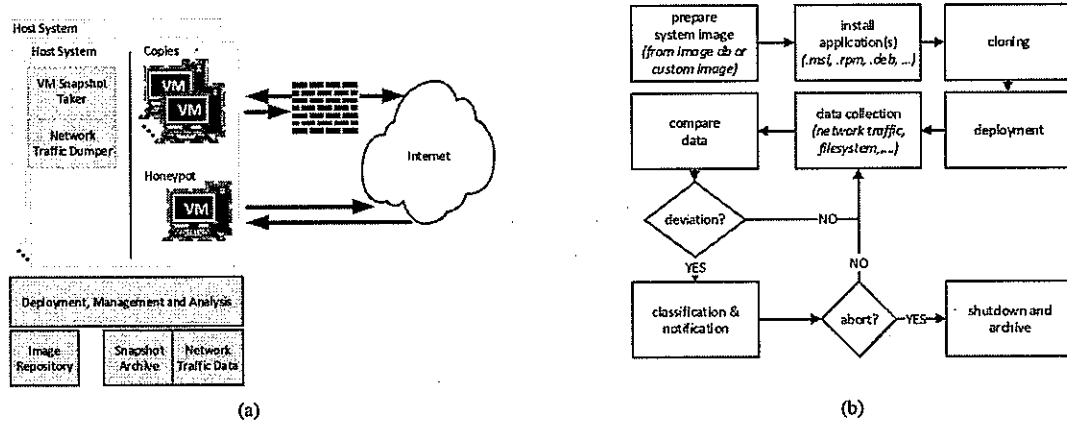 Host System
Host System
VM Snapshot
Taker
Network
Traffic Dumper
Copies
VM
VM
Honeypot
VM
Internet
Deployment, Management and Analysis
Image
Repository
Snapshot
Archive
Network
Traffic Data
(a)
prepare
system image
(from image db or
custom image)
install
application(s)
(.msi, .rpm, .deb, ...)
cloning
compare
data
data collection
(network traffic,
filesystem,...)
deployment
deviation?
NO
YES
NO
classification &
notification
abort?
YES
shutdown and
archive
(b)